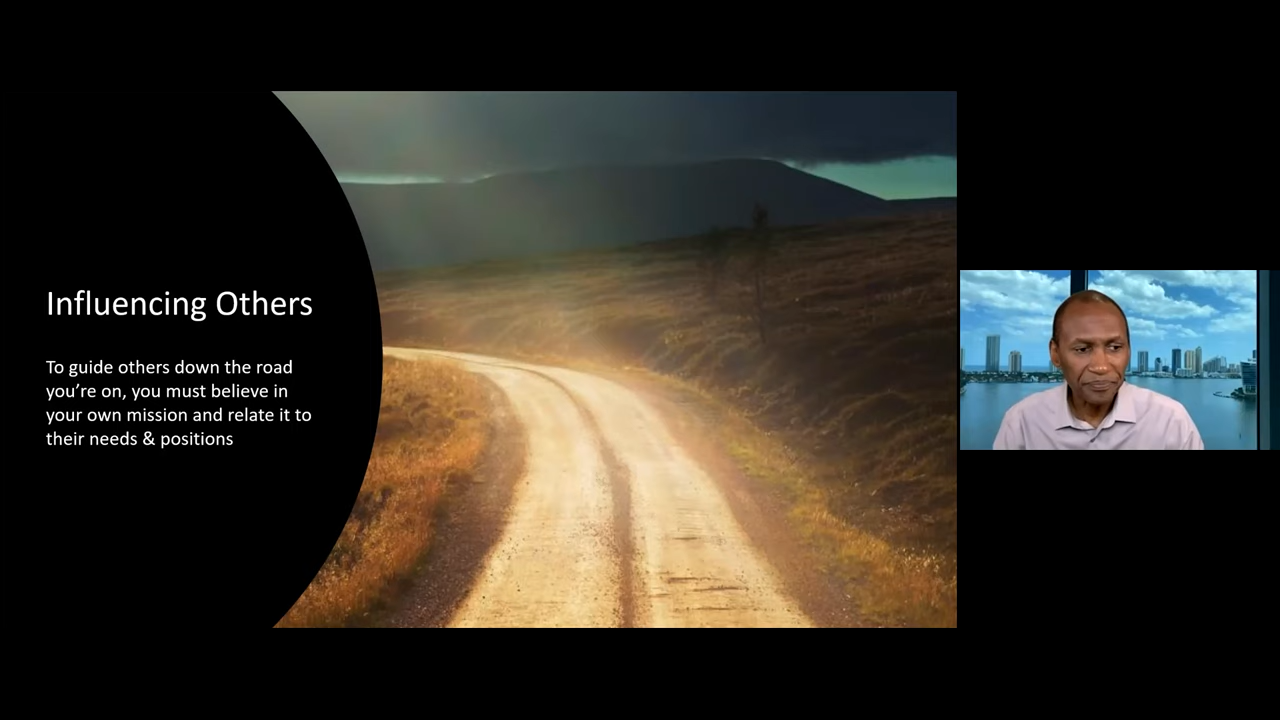 Influencing Others
To guide others down the road
you’re on, you must believe in
your own mission and relate it to
their needs & positions